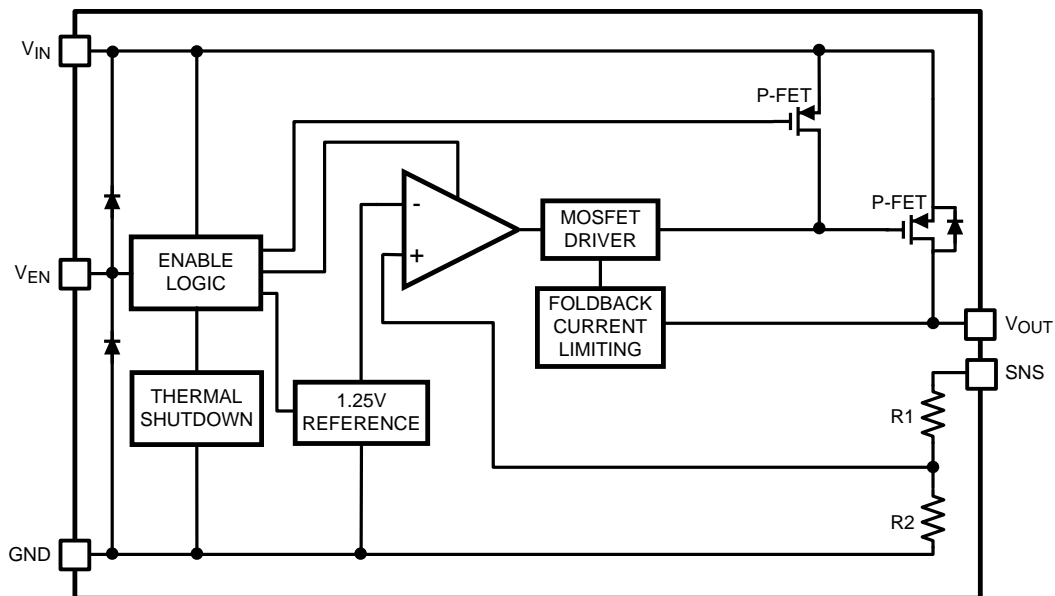 VIN
P-FET
P-FET
-
+
MOSFET
DRIVER
VEN
ENABLE
LOGIC
FOLDBACK
CURRENT
LIMITING
VOUT
SNS
THERMAL
SHUTDOWN
1.25V
REFERENCE
R1
R2
GND